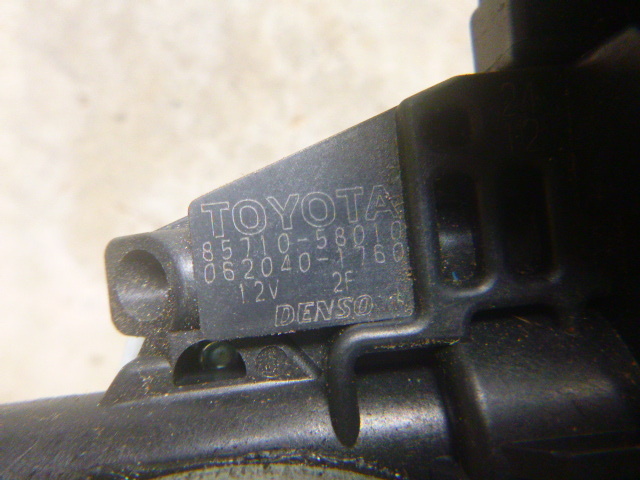 TOYOTA
85710-58010
062040-1760
12V 2F
DENSO